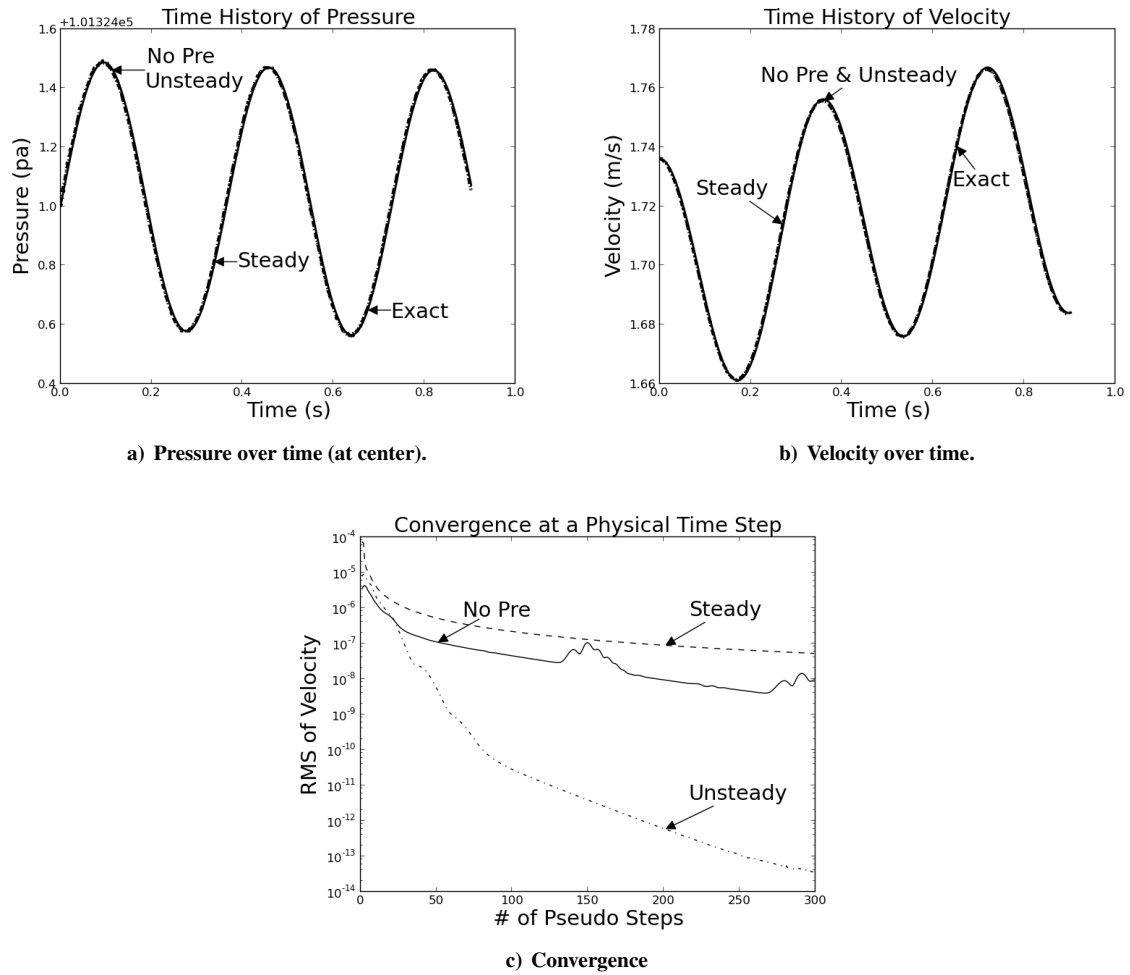 Time History of Pressure
+1.01324e5
1.6
1.4
1.2
1.0
0.8
0.6
0.4
0.0
0.2
0.4
0.6
0.8
1.0
Pressure (pa)
Time (s)
No Pre
Unsteady
Steady
Exact
a) Pressure over time (at center).
Time History of Velocity
1.78
1.76
1.74
1.72
1.70
1.68
1.66
0.0
0.2
0.4
0.6
0.8
1.0
Velocity (m/s)
Time (s)
No Pre & Unsteady
Steady
Exact
b) Velocity over time.
Convergence at a Physical Time Step
10^-4
10^-5
10^-6
10^-7
10^-8
10^-9
10^-10
10^-11
10^-12
10^-13
10^-14
0
50
100
150
200
250
300
RMS of Velocity
# of Pseudo Steps
No Pre
Steady
Unsteady
c) Convergence